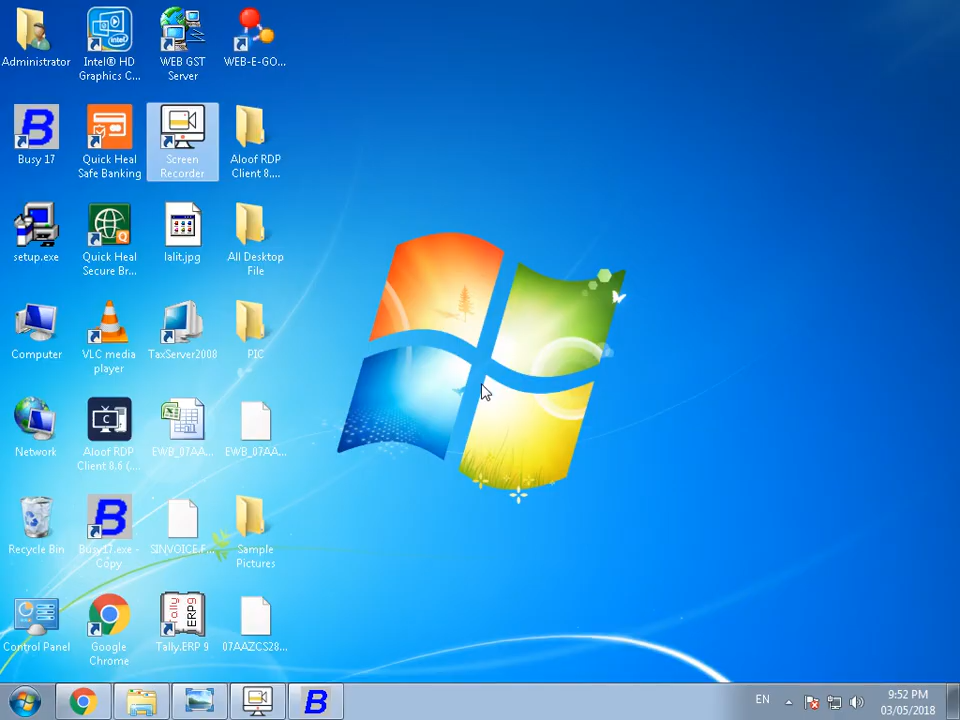 Administrator
Intel® HD
Graphics C...
WEB GST
Server
WEB-E-GO...
Busy 17
Quick Heal
Safe Banking
Screen
Recorder
Aloof RDP
Client 8,...
setup.exe
Quick Heal
Secure Br...
lalit.jpg
All Desktop
File
Computer
VLC media
player
TaxServer2008
PIC
Network
Aloof RDP
Client 8,6 (...
EWB_07AA...
EWB_07AA...
Recycle Bin
Busy17.exe -
Copy
SINVOICE.F...
Sample
Pictures
Control Panel
Google
Chrome
Tally.ERP 9
07AAZCS28...
EN
9:52 PM
03/05/2018